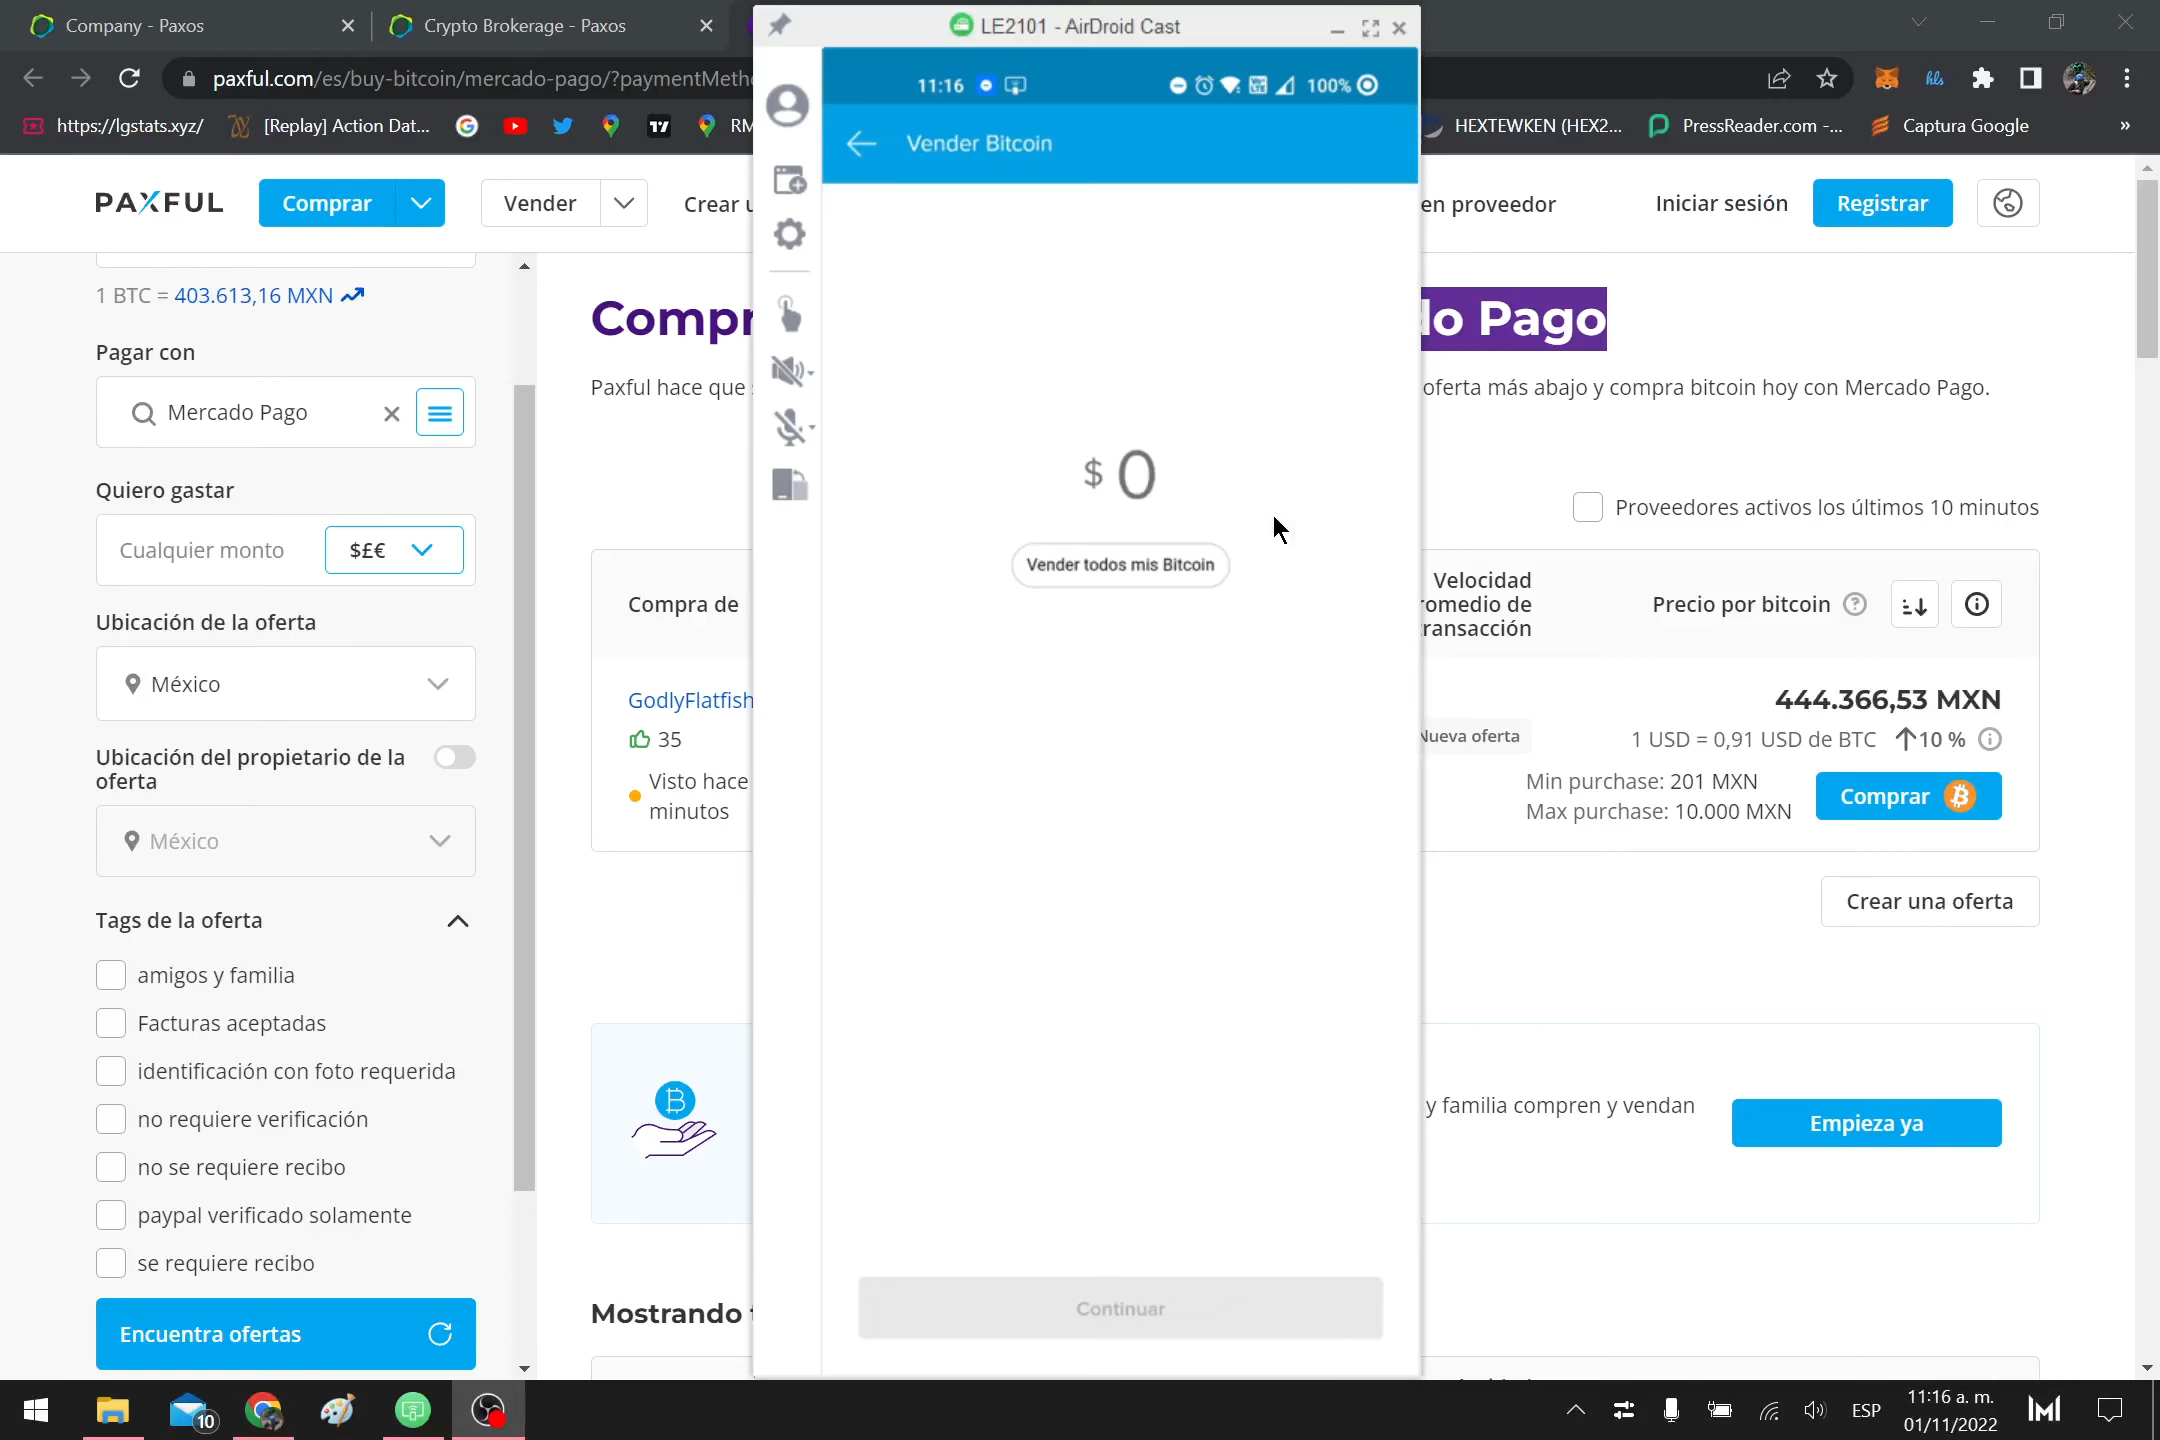 Company - Paxos
Crypto Brokerage - Paxos
LE2101 - AirDroid Cast
paxful.com/es/buy-bitcoin/mercado-pago/?paymentMeth
https://lgstats.xyz/
[Replay] Action Dat...
RM
HEXTEWKEN (HEX2...
PressReader.com -...
Captura Google
»
11:16
100%
Vender Bitcoin
PAXFUL
Comprar
Vender
Crear u
en proveedor
Iniciar sesión
Registrar
1 BTC = 403.613,16 MXN
Pagar con
Mercado Pago
Quiero gastar
Cualquier monto
$£€
Ubicación de la oferta
México
Ubicación del propietario de la
oferta
México
Tags de la oferta
amigos y familia
Facturas aceptadas
identificación con foto requerida
no requiere verificación
no se requiere recibo
paypal verificado solamente
se requiere recibo
Encuentra ofertas
Compr
do Pago
Paxful hace que
oferta más abajo y compra bitcoin hoy con Mercado Pago.
$ 0
Vender todos mis Bitcoin
Continuar
Proveedores activos los últimos 10 minutos
Compra de
Velocidad
romedio de
transacción
Precio por bitcoin
GodlyFlatfish
35
Visto hace
minutos
Nueva oferta
444.366,53 MXN
1 USD = 0,91 USD de BTC
10 %
Min purchase: 201 MXN
Max purchase: 10.000 MXN
Comprar
Crear una oferta
y familia compren y vendan
Empieza ya
Mostrando
10
ESP
11:16 a. m.
01/11/2022